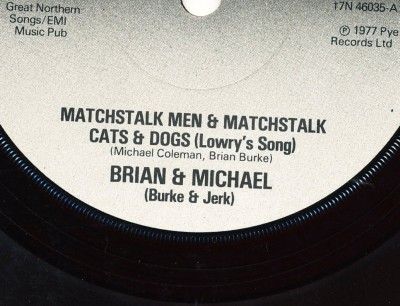 Great Northern
Songs/EMI
Music Pub
17N 46035-A
℗ 1977 Pye
Records Ltd
MATCHSTALK MEN & MATCHSTALK
CATS & DOGS (Lowry's Song)
(Michael Coleman, Brian Burke)
BRIAN & MICHAEL
(Burke & Jerk)